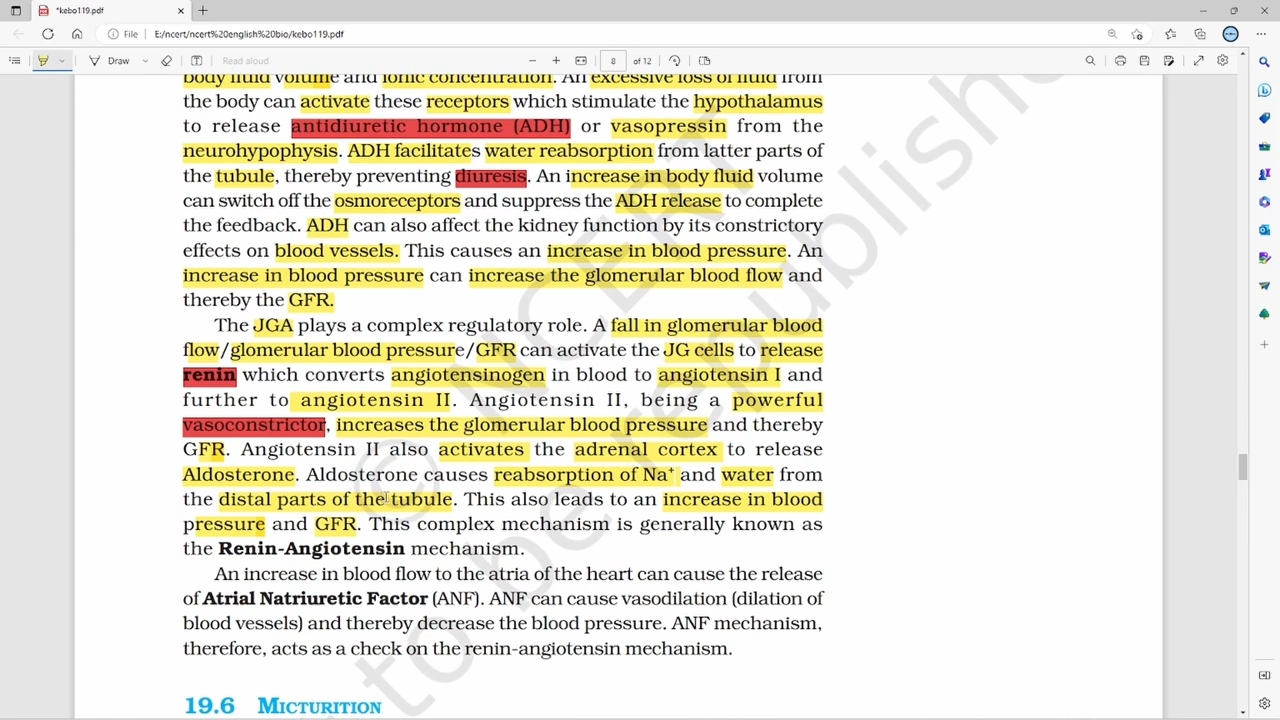 *kebo119.pdf
File
E:/ncert/ncert%20english%20bio/kebo119.pdf
Draw
Read aloud
8
of 12
body fluid volume and ionic concentration. An excessive loss of fluid from
the body can activate these receptors which stimulate the hypothalamus
to release antidiuretic hormone (ADH) or vasopressin from the
neurohypophysis. ADH facilitates water reabsorption from latter parts of
the tubule, thereby preventing diuresis. An increase in body fluid volume
can switch off the osmoreceptors and suppress the ADH release to complete
the feedback. ADH can also affect the kidney function by its constrictory
effects on blood vessels. This causes an increase in blood pressure. An
increase in blood pressure can increase the glomerular blood flow and
thereby the GFR.
The JGA plays a complex regulatory role. A fall in glomerular blood
flow/glomerular blood pressure/GFR can activate the JG cells to release
renin which converts angiotensinogen in blood to angiotensin I and
further to angiotensin II. Angiotensin II, being a powerful
vasoconstrictor, increases the glomerular blood pressure and thereby
GFR. Angiotensin II also activates the adrenal cortex to release
Aldosterone. Aldosterone causes reabsorption of Na⁺ and water from
the distal parts of the tubule. This also leads to an increase in blood
pressure and GFR. This complex mechanism is generally known as
the Renin-Angiotensin mechanism.
An increase in blood flow to the atria of the heart can cause the release
of Atrial Natriuretic Factor (ANF). ANF can cause vasodilation (dilation of
blood vessels) and thereby decrease the blood pressure. ANF mechanism,
therefore, acts as a check on the renin-angiotensin mechanism.
19.6 MICTURITION
© NCERT
to be republished